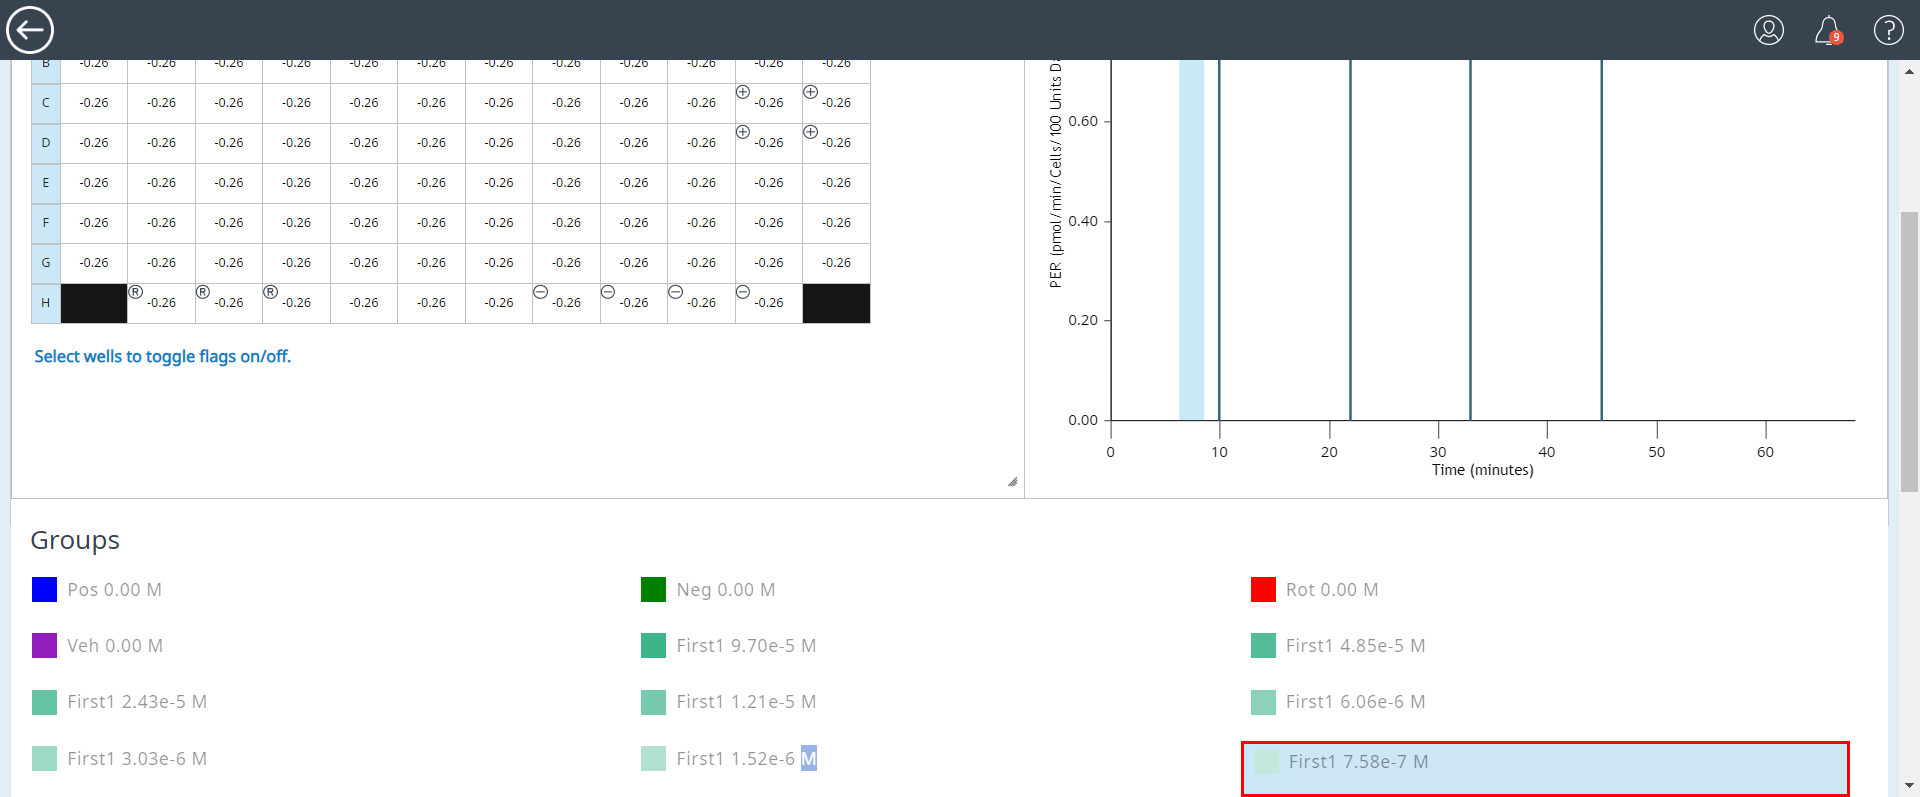 9 ?
B -0.26 -0.26 -0.26 -0.26 -0.26 -0.26 -0.26 -0.26 -0.26 -0.26 -0.26 -0.26
C -0.26 -0.26 -0.26 -0.26 -0.26 -0.26 -0.26 -0.26 -0.26 -0.26 -0.26 -0.26
D -0.26 -0.26 -0.26 -0.26 -0.26 -0.26 -0.26 -0.26 -0.26 -0.26 -0.26 -0.26
E -0.26 -0.26 -0.26 -0.26 -0.26 -0.26 -0.26 -0.26 -0.26 -0.26 -0.26 -0.26
F -0.26 -0.26 -0.26 -0.26 -0.26 -0.26 -0.26 -0.26 -0.26 -0.26 -0.26 -0.26
G -0.26 -0.26 -0.26 -0.26 -0.26 -0.26 -0.26 -0.26 -0.26 -0.26 -0.26 -0.26
H R -0.26 R -0.26 R -0.26 -0.26 -0.26 -0.26 -0.26 -0.26 -0.26 -0.26
Select wells to toggle flags on/off.
PER (pmol/min/Cells/100 Units
0.60
0.40
0.20
0.00
0 10 20 30 40 50 60
Time (minutes)
Groups
Pos 0.00 M
Neg 0.00 M
Rot 0.00 M
Veh 0.00 M
First1 9.70e-5 M
First1 4.85e-5 M
First1 2.43e-5 M
First1 1.21e-5 M
First1 6.06e-6 M
First1 3.03e-6 M
First1 1.52e-6 M
First1 7.58e-7 M